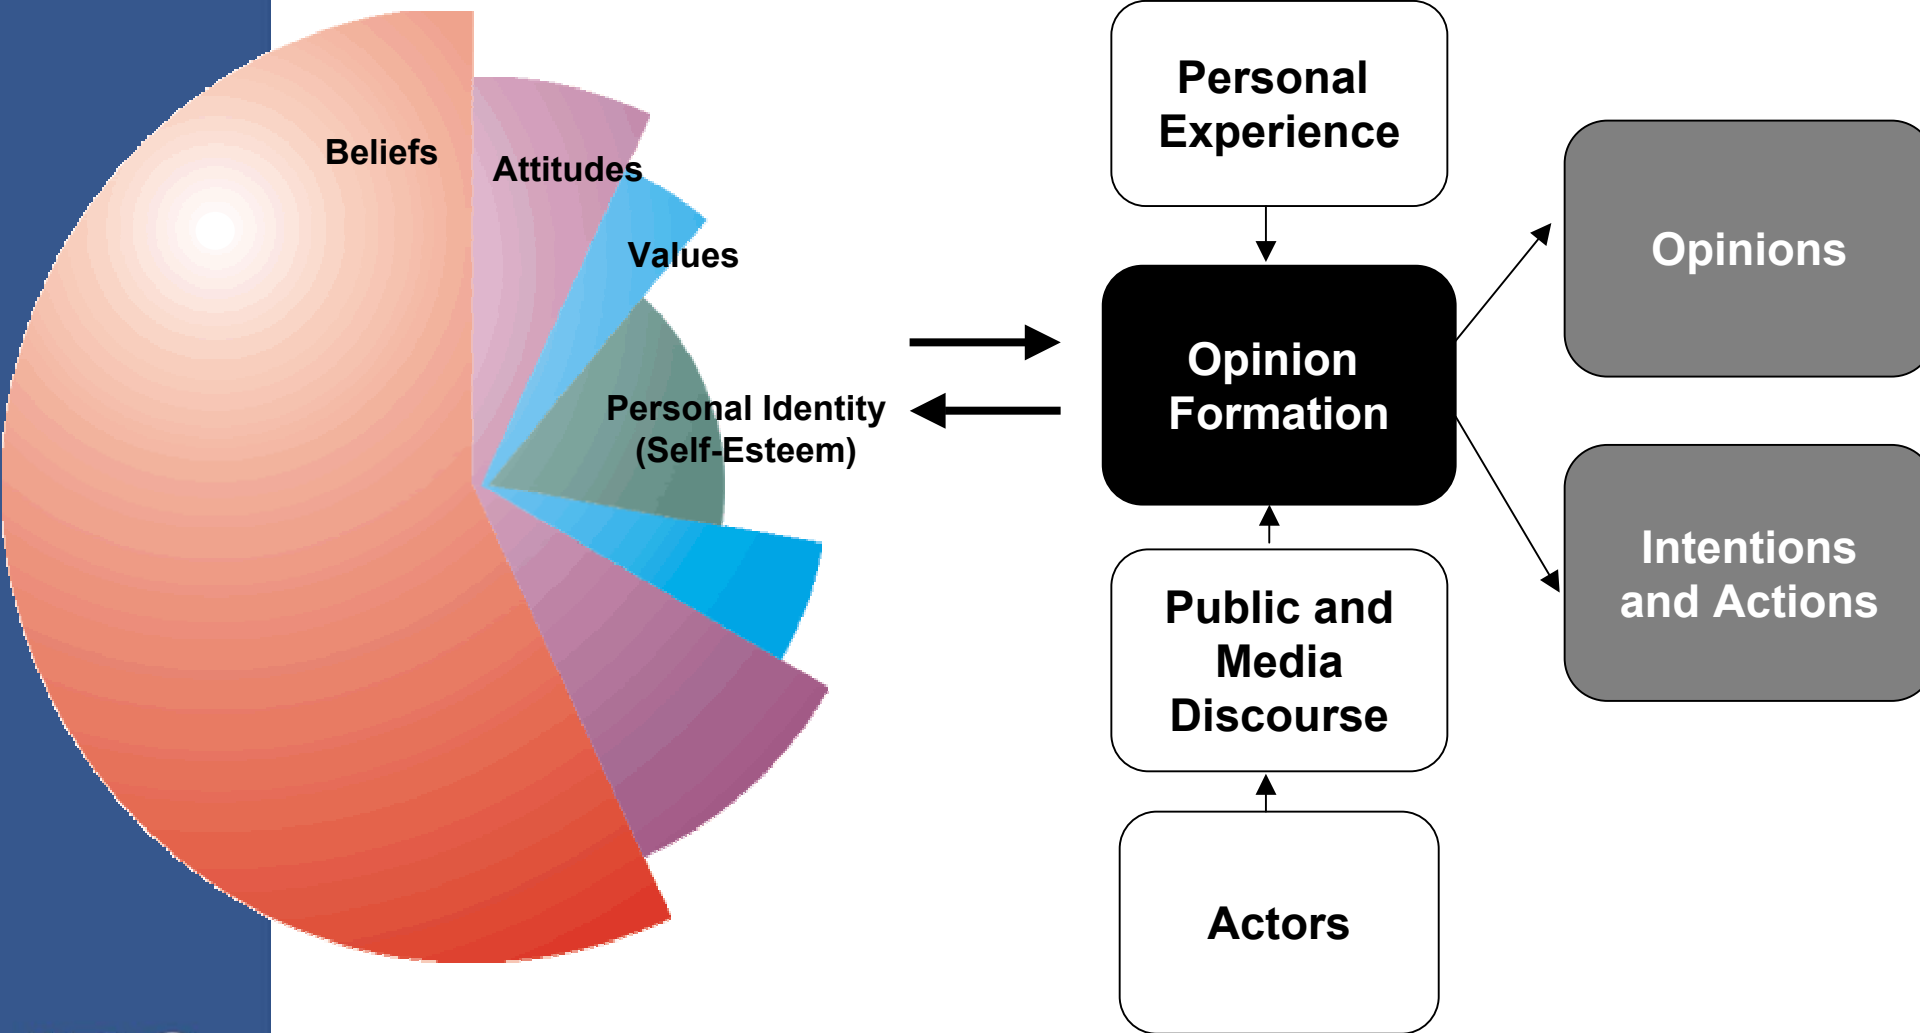 Beliefs
Attitudes
Values
Personal Identity
(Self-Esteem)
Personal
Experience
Opinion
Formation
Public and
Media
Discourse
Actors
Opinions
Intentions
and Actions